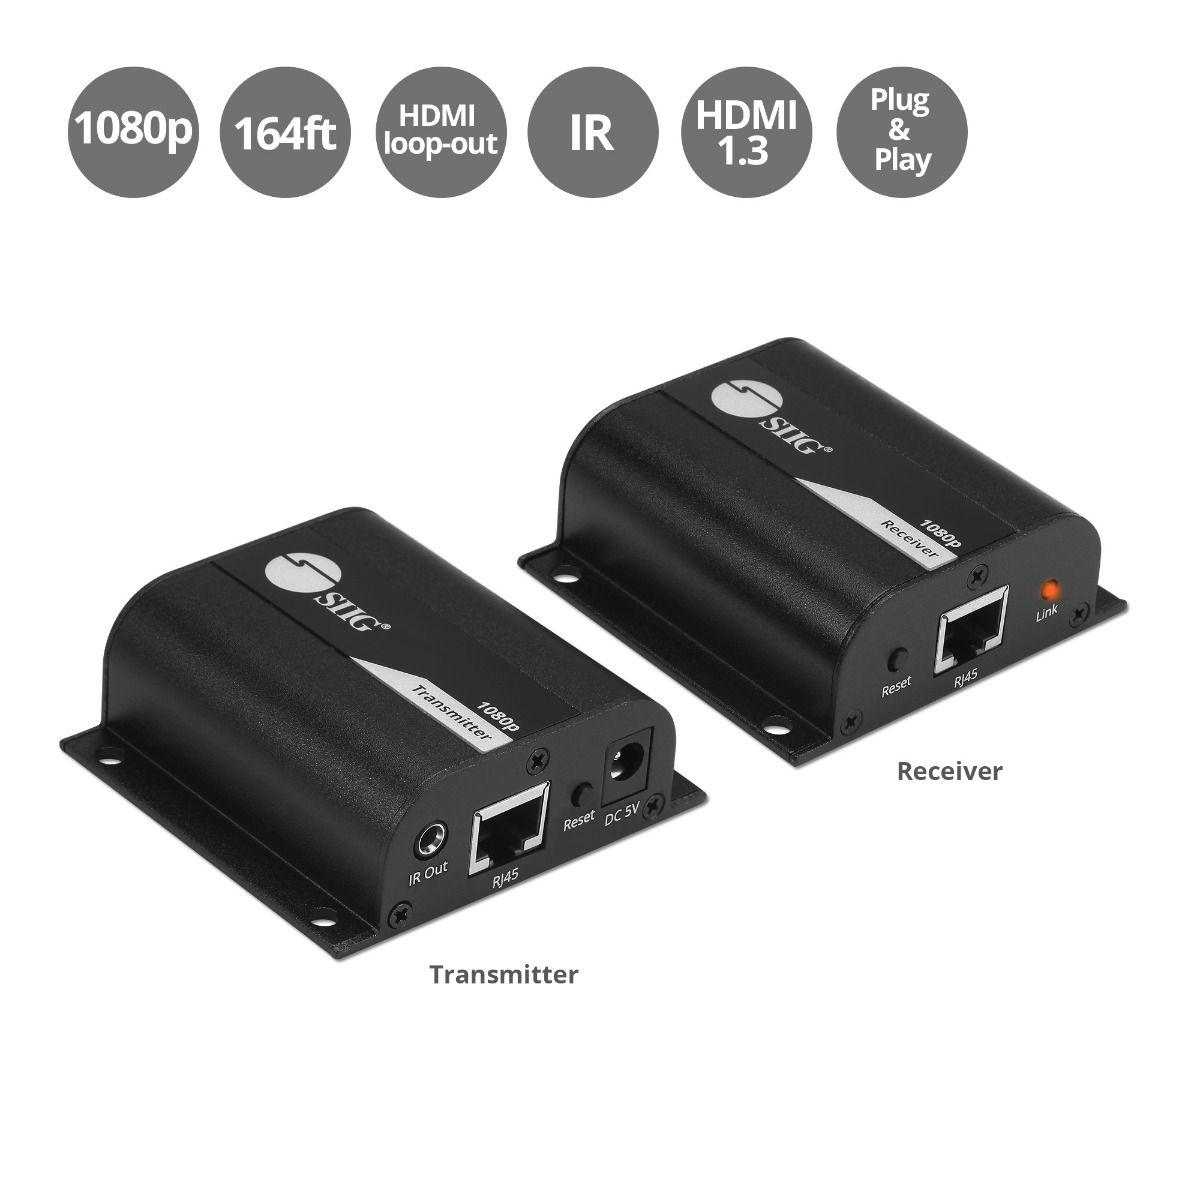 1080p
164ft
HDMI
loop-out
IR
HDMI
1.3
Plug
&
Play
SIIG®
1080p
Receiver
Link
Reset
RJ45
Receiver
SIIG®
1080p
Transmitter
IR Out
RJ45
Reset
DC 5V
Transmitter